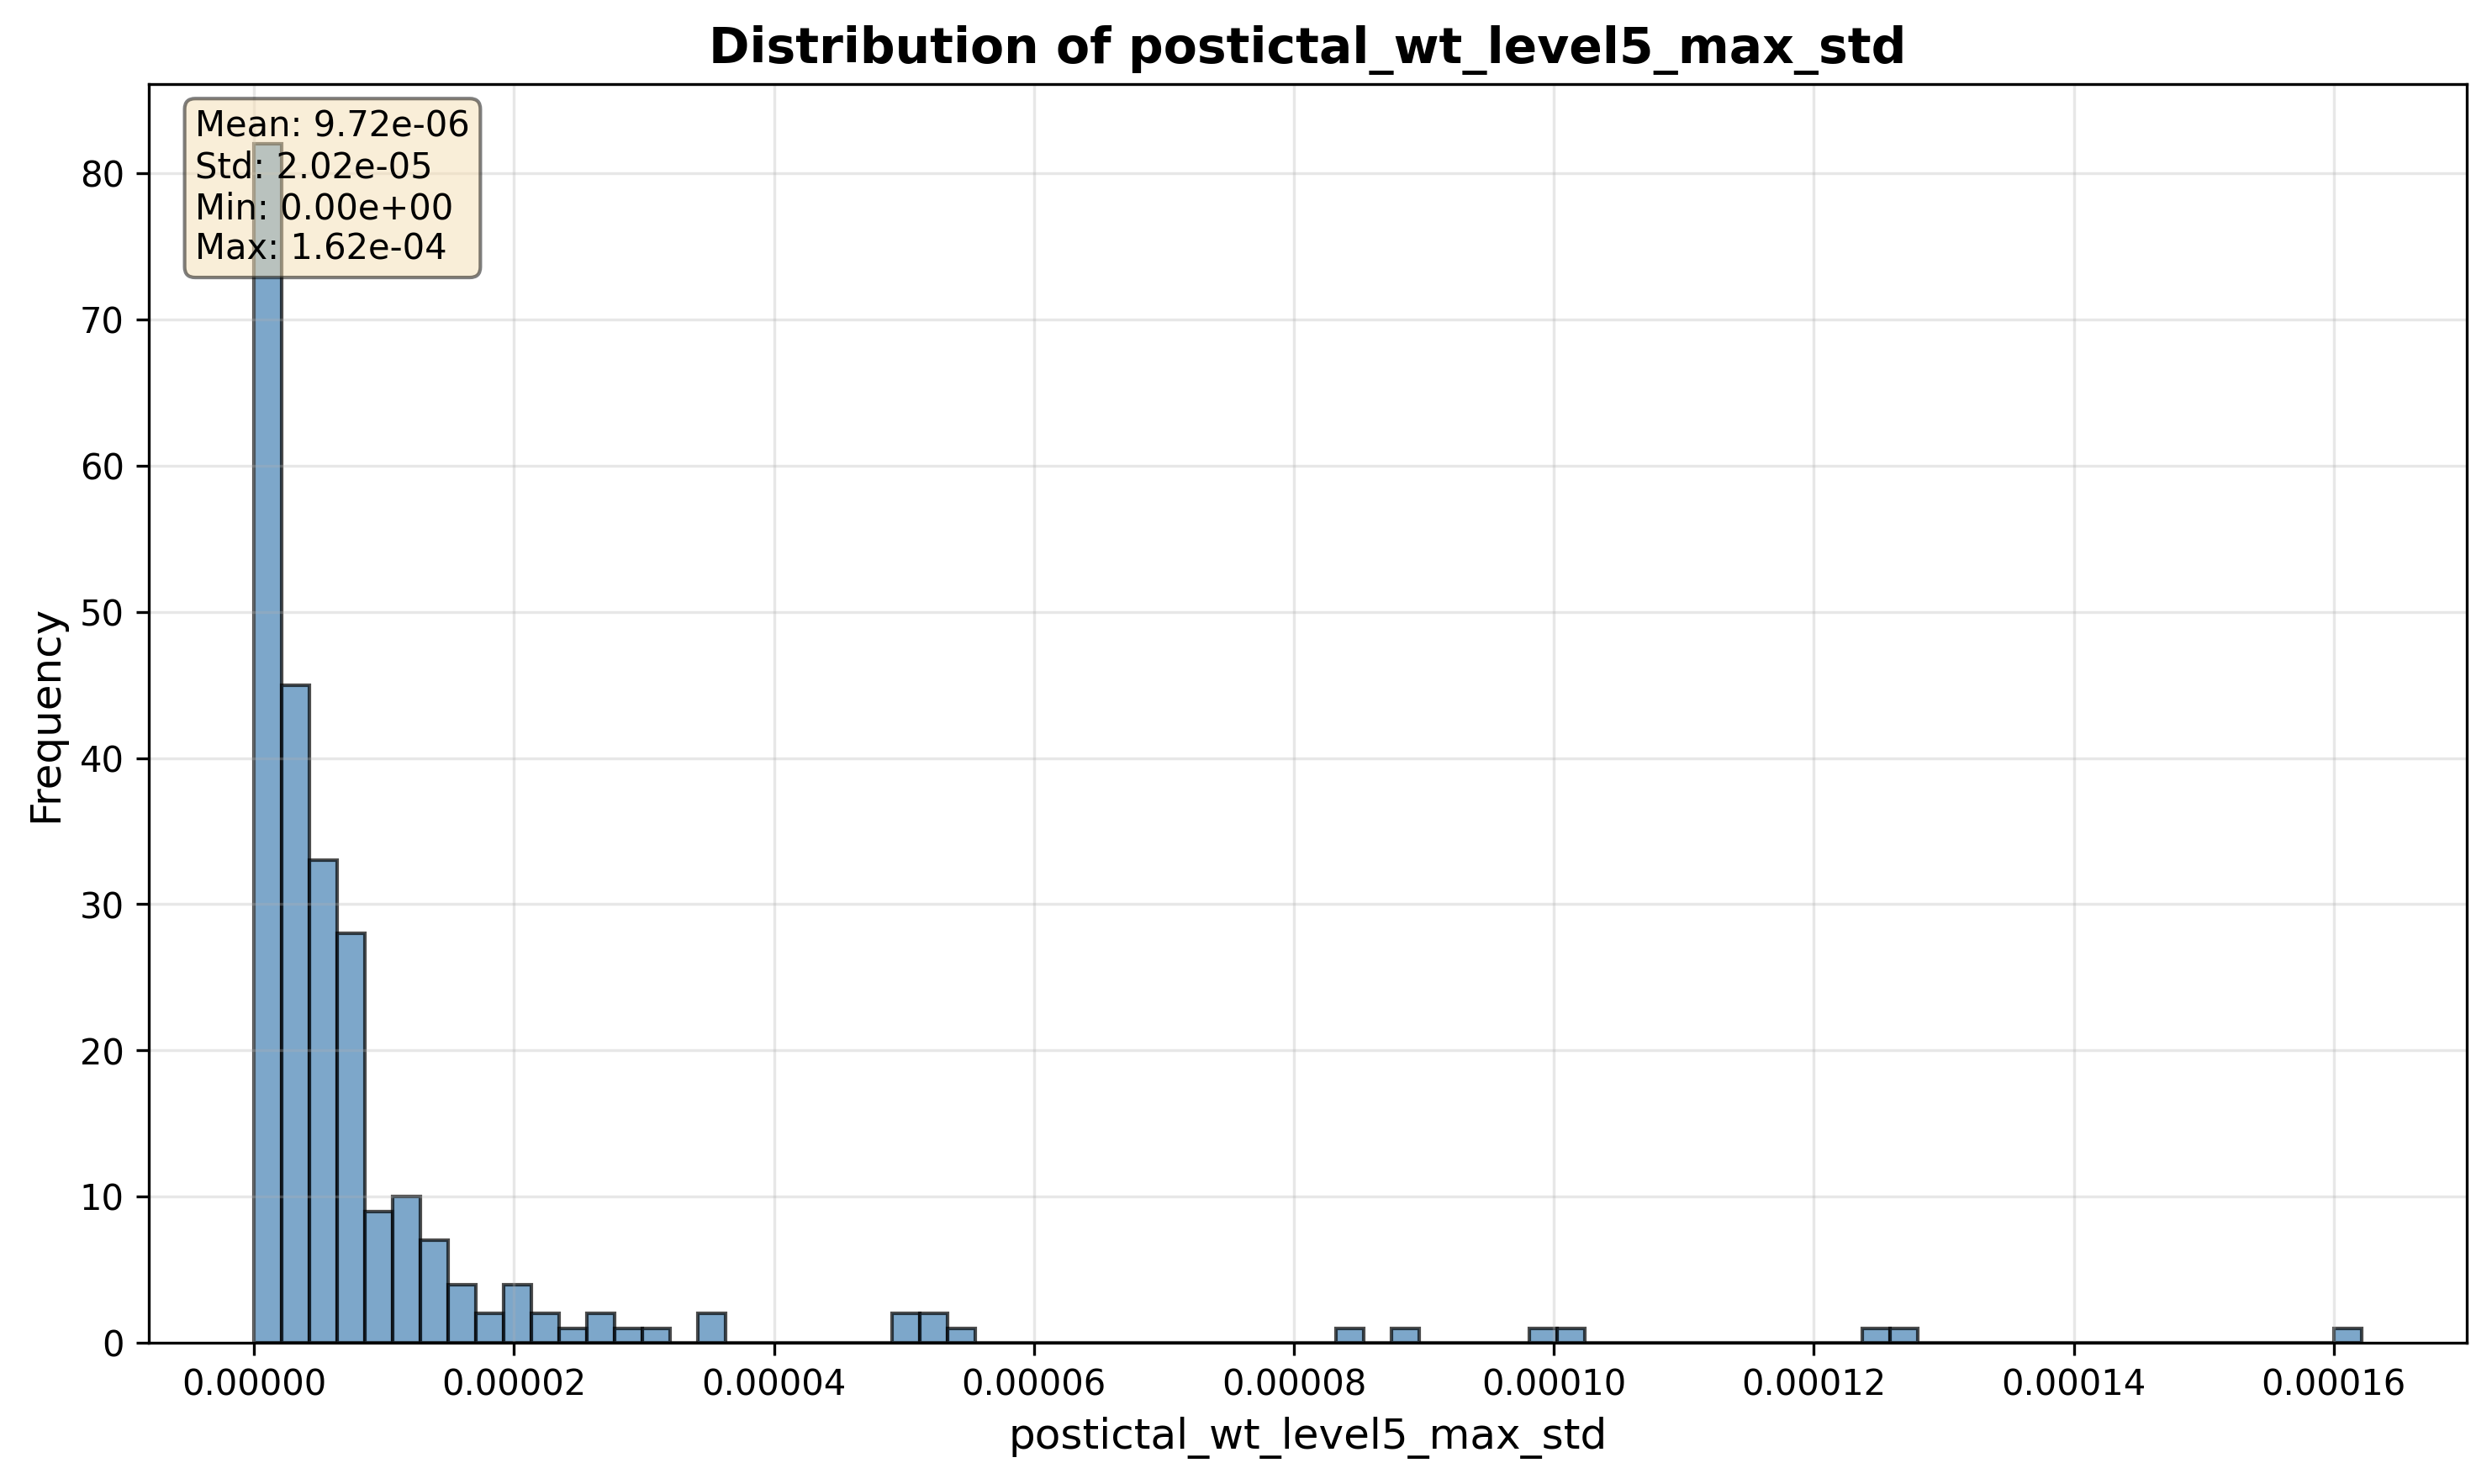 Distribution of postictal_wt_level5_max_std
Mean: 9.72e-06
Std: 2.02e-05
Min: 0.00e+00
Max: 1.62e-04
80
70
60
50
40
30
20
10
0
Frequency
0.00000 0.00002 0.00004 0.00006 0.00008 0.00010 0.00012 0.00014 0.00016
postictal_wt_level5_max_std